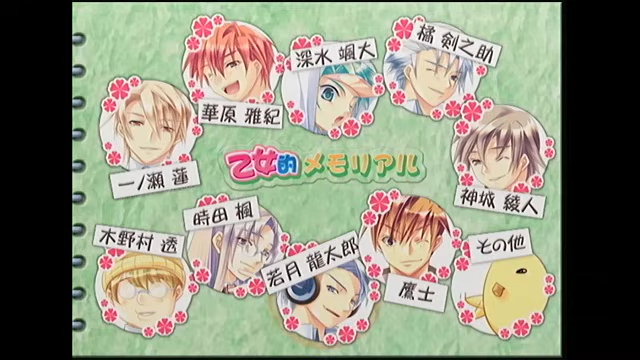 深水 颯大
橘 剣之助
華原 雅紀
一ノ瀬 蓮
乙女的メモリアル
神城 綾人
時田 楓
木野村 透
若月 龍太郎
鷹士
その他